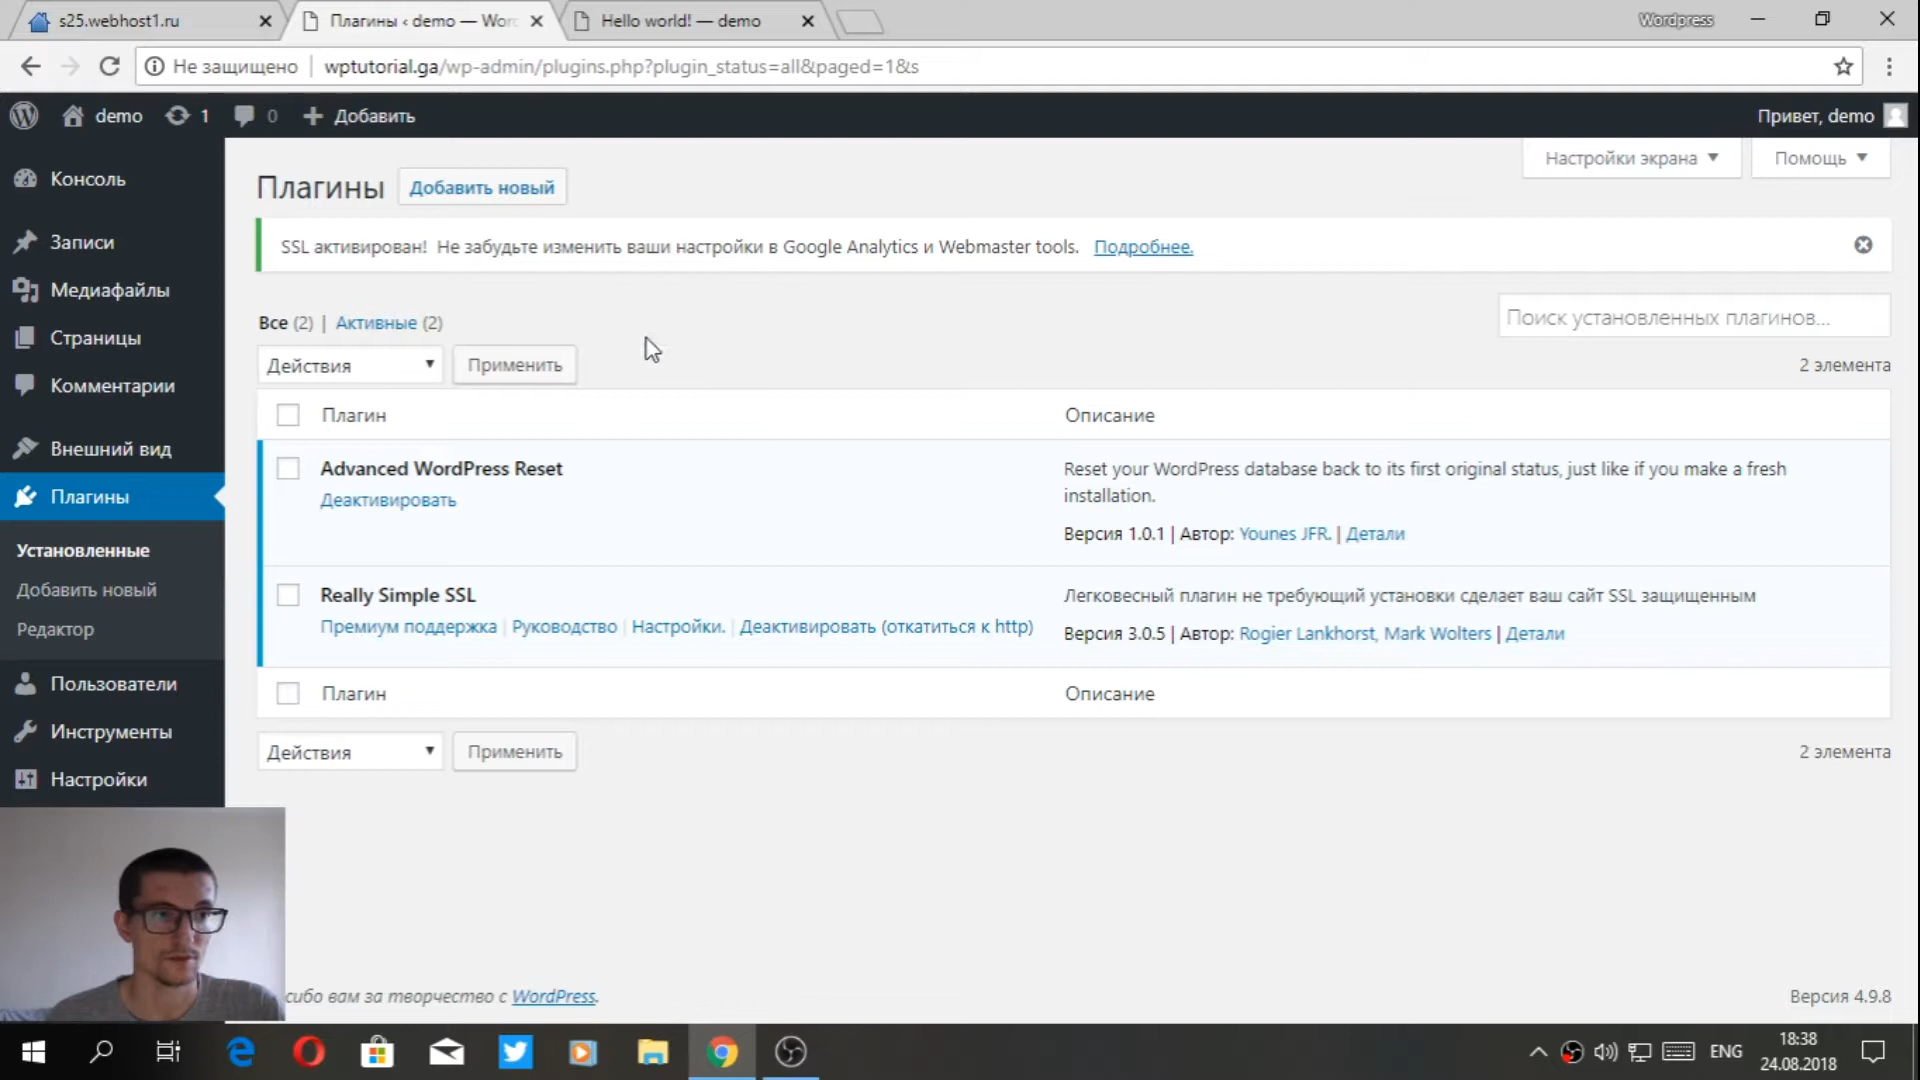 s25.webhost1.ru
Плагины ‹ demo — Wor
Hello world! — demo
Wordpress
Не защищено
wptutorial.ga/wp-admin/plugins.php?plugin_status=all&paged=1&s
demo
1
0
Добавить
Привет, demo
Консоль
Записи
Медиафайлы
Страницы
Комментарии
Внешний вид
Плагины
Установленные
Добавить новый
Редактор
Пользователи
Инструменты
Настройки
Настройки экрана
Помощь
Плагины
Добавить новый
SSL активирован! Не забудьте изменить ваши настройки в Google Analytics и Webmaster tools. Подробнее.
Все (2) | Активные (2)
Поиск установленных плагинов...
Действия
Применить
2 элемента
Плагин
Описание
Advanced WordPress Reset
Деактивировать
Reset your WordPress database back to its first original status, just like if you make a fresh
installation.
Версия 1.0.1 | Автор: Younes JFR. | Детали
Really Simple SSL
Премиум поддержка | Руководство | Настройки. | Деактивировать (откатиться к http)
Легковесный плагин не требующий установки сделает ваш сайт SSL защищенным
Версия 3.0.5 | Автор: Rogier Lankhorst, Mark Wolters | Детали
Плагин
Описание
Действия
Применить
2 элемента
сибо вам за творчество с WordPress.
Версия 4.9.8
ENG
18:38
24.08.2018